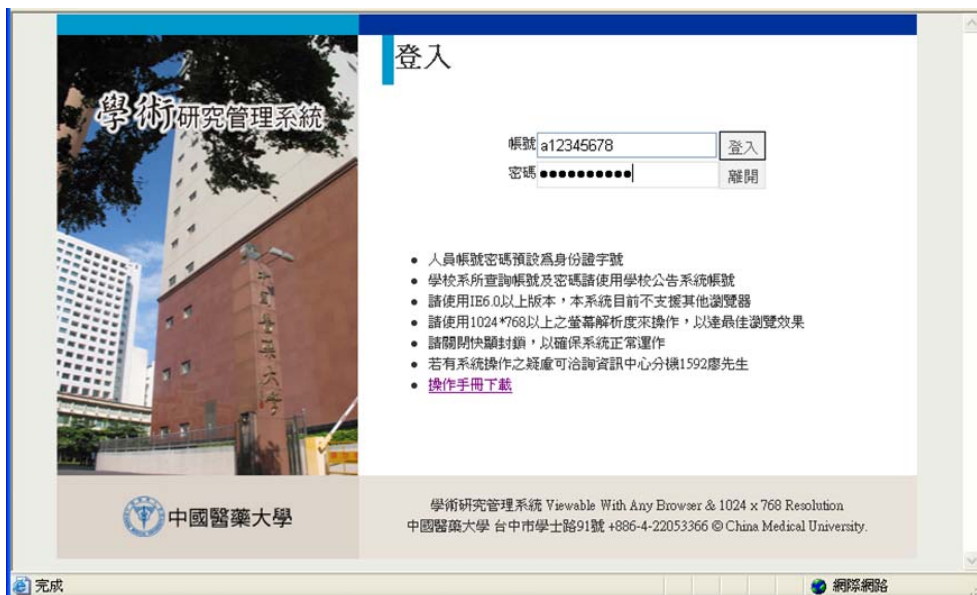 登入
學術研究管理系統
帳號 a12345678 登入
密碼 ●●●●●●●●●● 離開
中國醫藥大學
人員帳號密碼預設為身份證字號
學校系所查詢帳號及密碼請使用學校公告系統帳號
請使用IE6.0以上版本，本系統目前不支援其他瀏覽器
請使用1024*768以上之螢幕解析度來操作，以達最佳瀏覽效果
請關閉快顯封鎖，以確保系統正常運作
若有系統操作之疑慮可洽詢資訊中心分機1592廖先生
操作手冊下載
中國醫藥大學
學術研究管理系統 Viewable With Any Browser & 1024 x 768 Resolution
中國醫藥大學 台中市學士路91號 +886-4-22053366 © China Medical University.
完成
網際網路